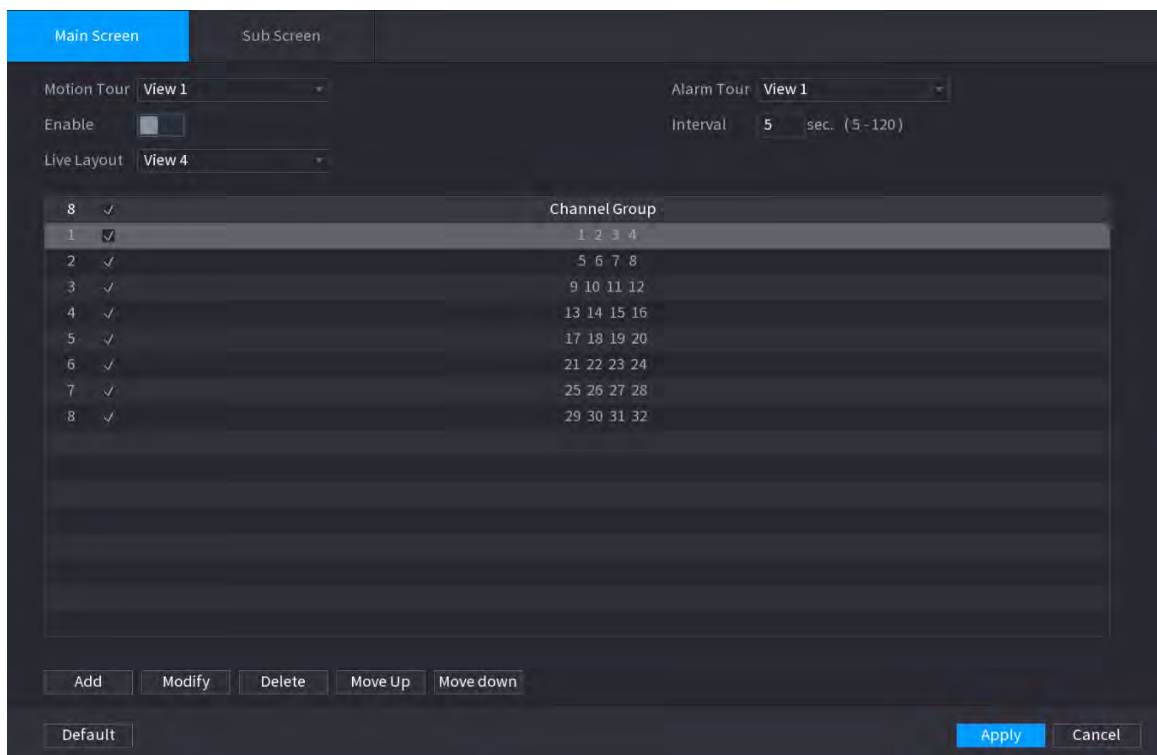 Main Screen Sub Screen
Motion Tour View 1 Alarm Tour View 1
Enable Interval 5 sec. (5-120)
Live Layout View 4
8 Channel Group
1 1 2 3 4
2 5 6 7 8
3 9 10 11 12
4 13 14 15 16
5 17 18 19 20
6 21 22 23 24
7 25 26 27 28
8 29 30 31 32
Add Modify Delete Move Up Move down
Default Apply Cancel